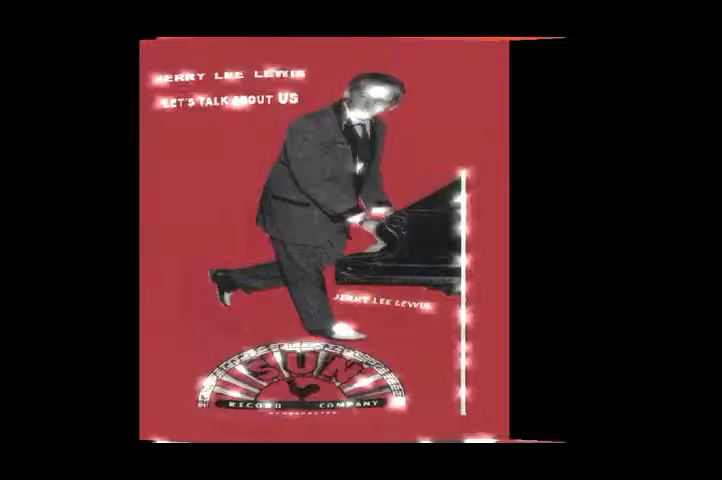 JERRY LEE LEWIS
LET'S TALK ABOUT US
JERRY LEE LEWIS
SUN
RECORD COMPANY